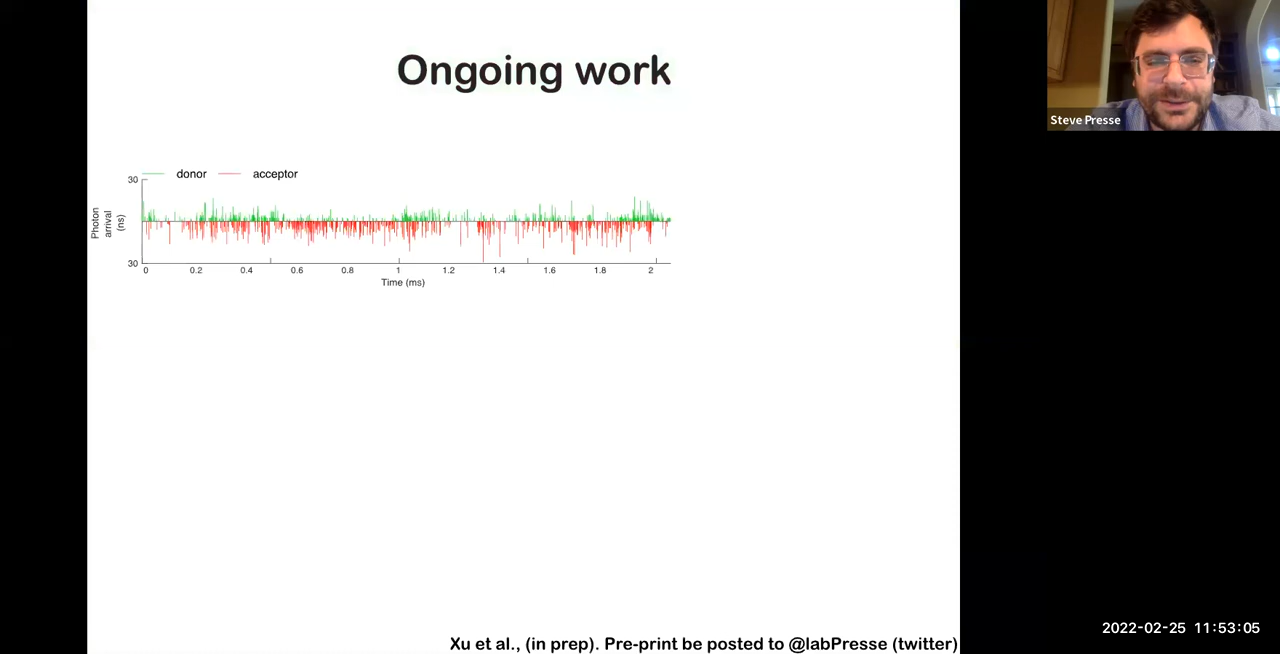 Ongoing work
Steve Presse
donor acceptor
30
Photon
arrival
(ns)
30
0 0.2 0.4 0.6 0.8 1 1.2 1.4 1.6 1.8 2
Time (ms)
Xu et al., (in prep). Pre-print be posted to @labPresse (twitter)
2022-02-25 11:53:05